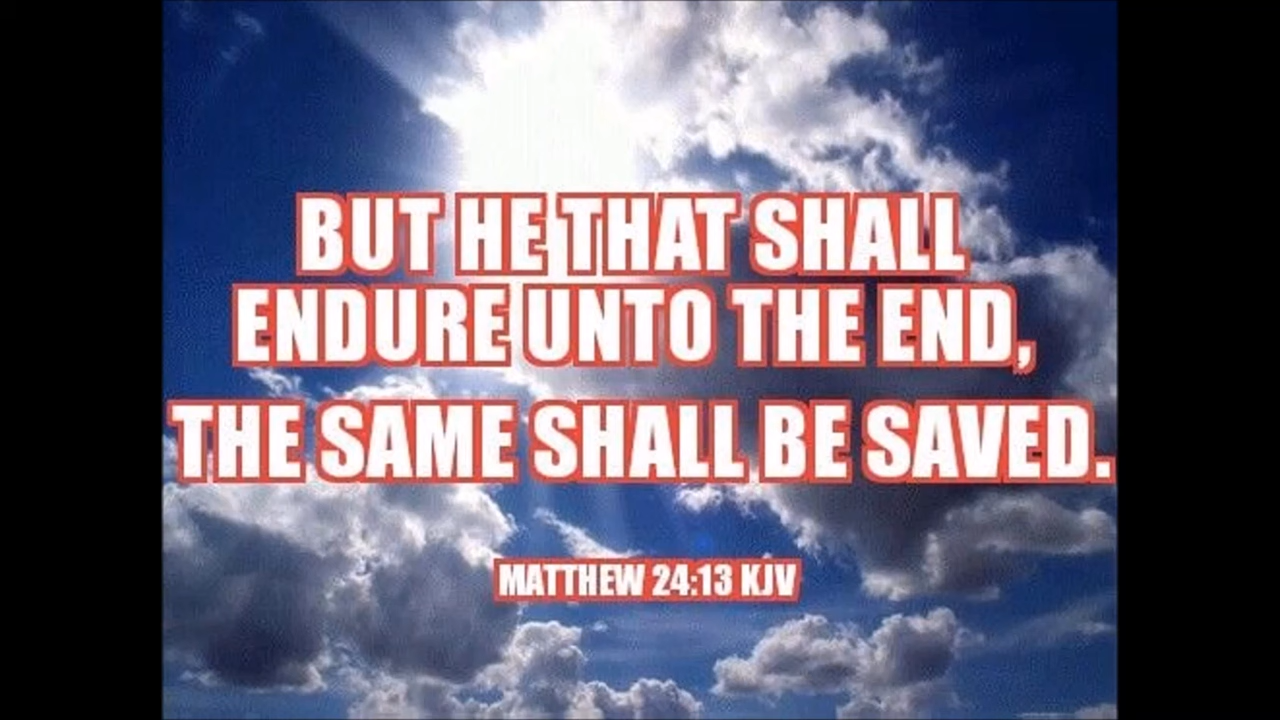 BUT HE THAT SHALL
ENDURE UNTO THE END,
THE SAME SHALL BE SAVED.
MATTHEW 24:13 KJV